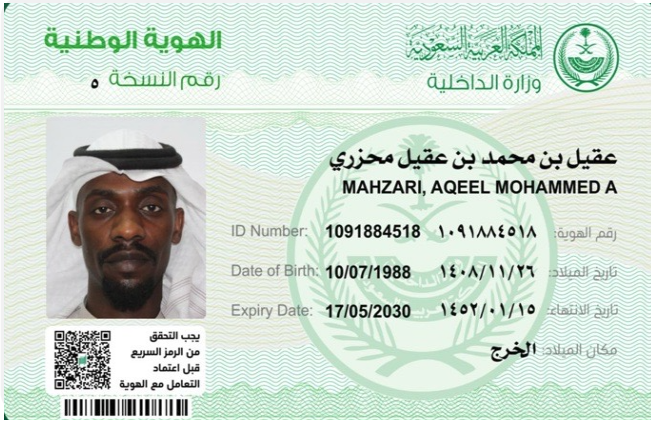 المملكة العربية السعودية
وزارة الداخلية
الهوية الوطنية
رقم النسخة ٥
عقيل بن محمد بن عقيل محزري
MAHZARI, AQEEL MOHAMMED A
رقم الهوية: ١٠٩١٨٨٤٥١٨ 1091884518 ID Number:
تاريخ الميلاد: ١٤٠٨/١١/٢٦ 10/07/1988 Date of Birth:
تاريخ الانتهاء: ١٤٥٢/٠١/١٥ 17/05/2030 Expiry Date:
مكان الميلاد: الخرج
يجب التحقق
من الرمز السريع
قبل اعتماد
التعامل مع الهوية